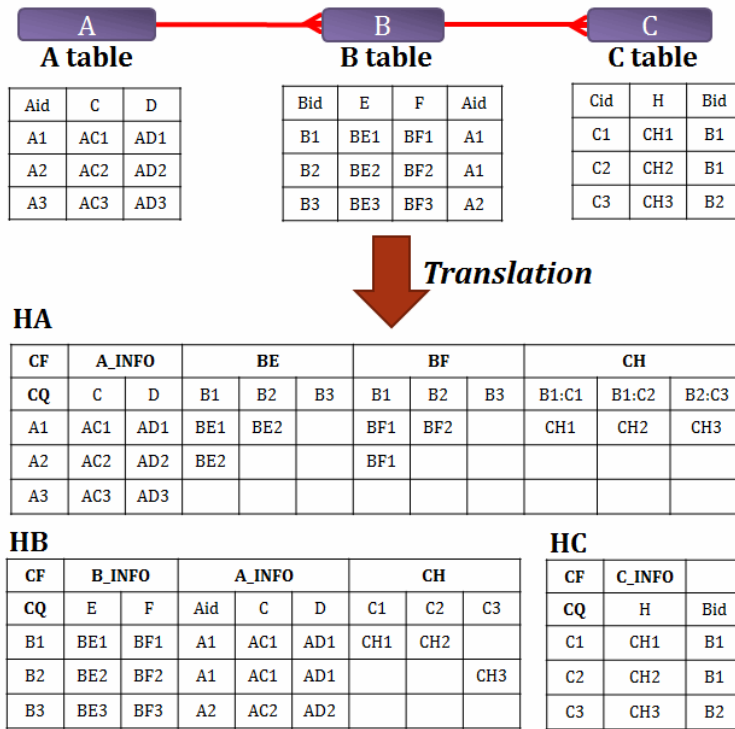 A B C
A table B table C table
Aid C D
A1 AC1 AD1
A2 AC2 AD2
A3 AC3 AD3
Bid E F Aid
B1 BE1 BF1 A1
B2 BE2 BF2 A1
B3 BE3 BF3 A2
Cid H Bid
C1 CH1 B1
C2 CH2 B1
C3 CH3 B2
Translation
HA
CF A_INFO BE BF CH
CQ C D B1 B2 B3 B1 B2 B3 B1:C1 B1:C2 B2:C3
A1 AC1 AD1 BE1 BE2 BF1 BF2 CH1 CH2 CH3
A2 AC2 AD2 BE2 BF1
A3 AC3 AD3
HB
CF B_INFO A_INFO CH
CQ E F Aid C D C1 C2 C3
B1 BE1 BF1 A1 AC1 AD1 CH1 CH2
B2 BE2 BF2 A1 AC1 AD1 CH3
B3 BE3 BF3 A2 AC2 AD2
HC
CF C_INFO
CQ H Bid
C1 CH1 B1
C2 CH2 B1
C3 CH3 B2